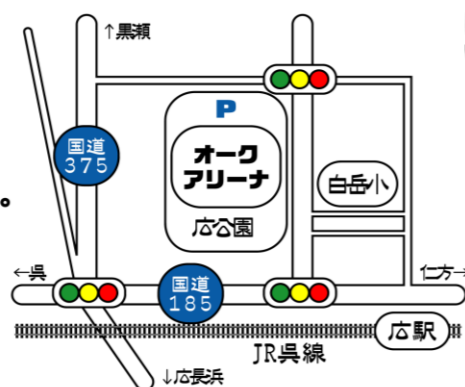 ↑黒瀬
P
オーク
アリーナ
広公園
国道
375
白岳小
←呉
仁方→
国道
185
広駅
JR呉線
↓広長浜